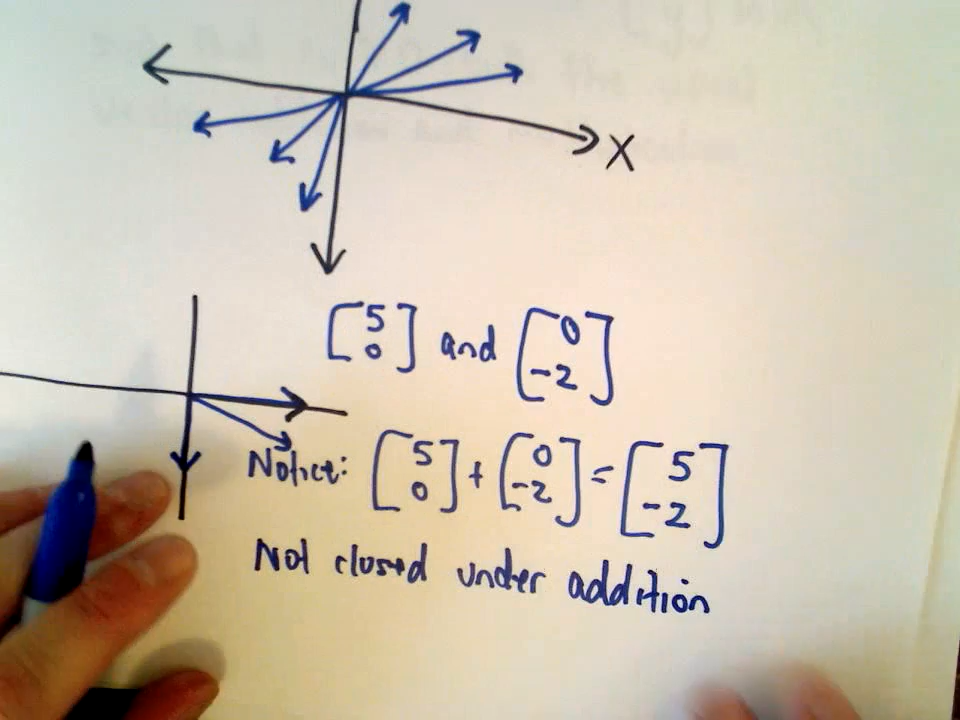 X
[5 0] and [0 -2]
Notice: [5 0] + [0 -2] = [5 -2]
Not closed under addition